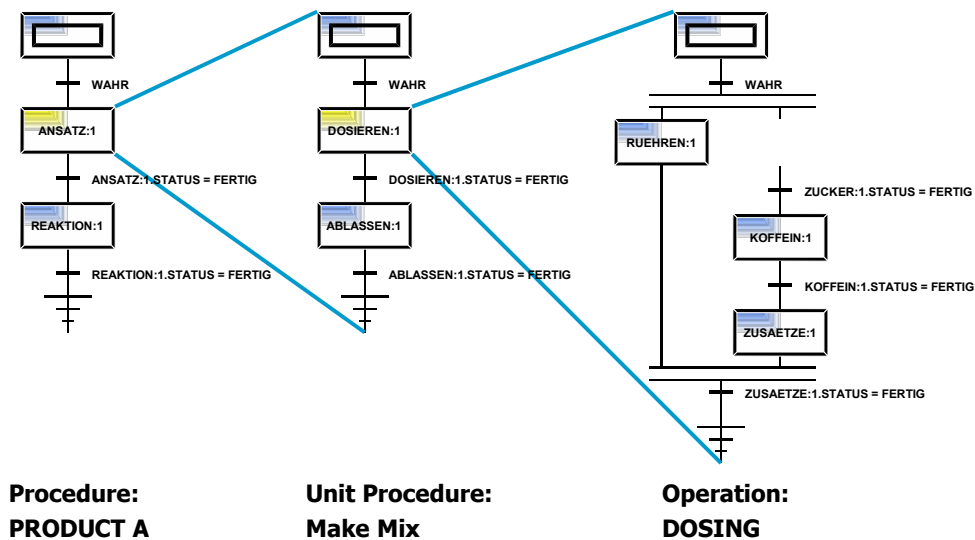 WAHR
ANSATZ:1
ANSATZ:1.STATUS = FERTIG
REAKTION:1
REAKTION:1.STATUS = FERTIG
WAHR
DOSIEREN:1
DOSIEREN:1.STATUS = FERTIG
ABLASSEN:1
ABLASSEN:1.STATUS = FERTIG
WAHR
RUEHREN:1
ZUCKER:1.STATUS = FERTIG
KOFFEIN:1
KOFFEIN:1.STATUS = FERTIG
ZUSAETZE:1
ZUSAETZE:1.STATUS = FERTIG
Procedure:
PRODUCT A
Unit Procedure:
Make Mix
Operation:
DOSING